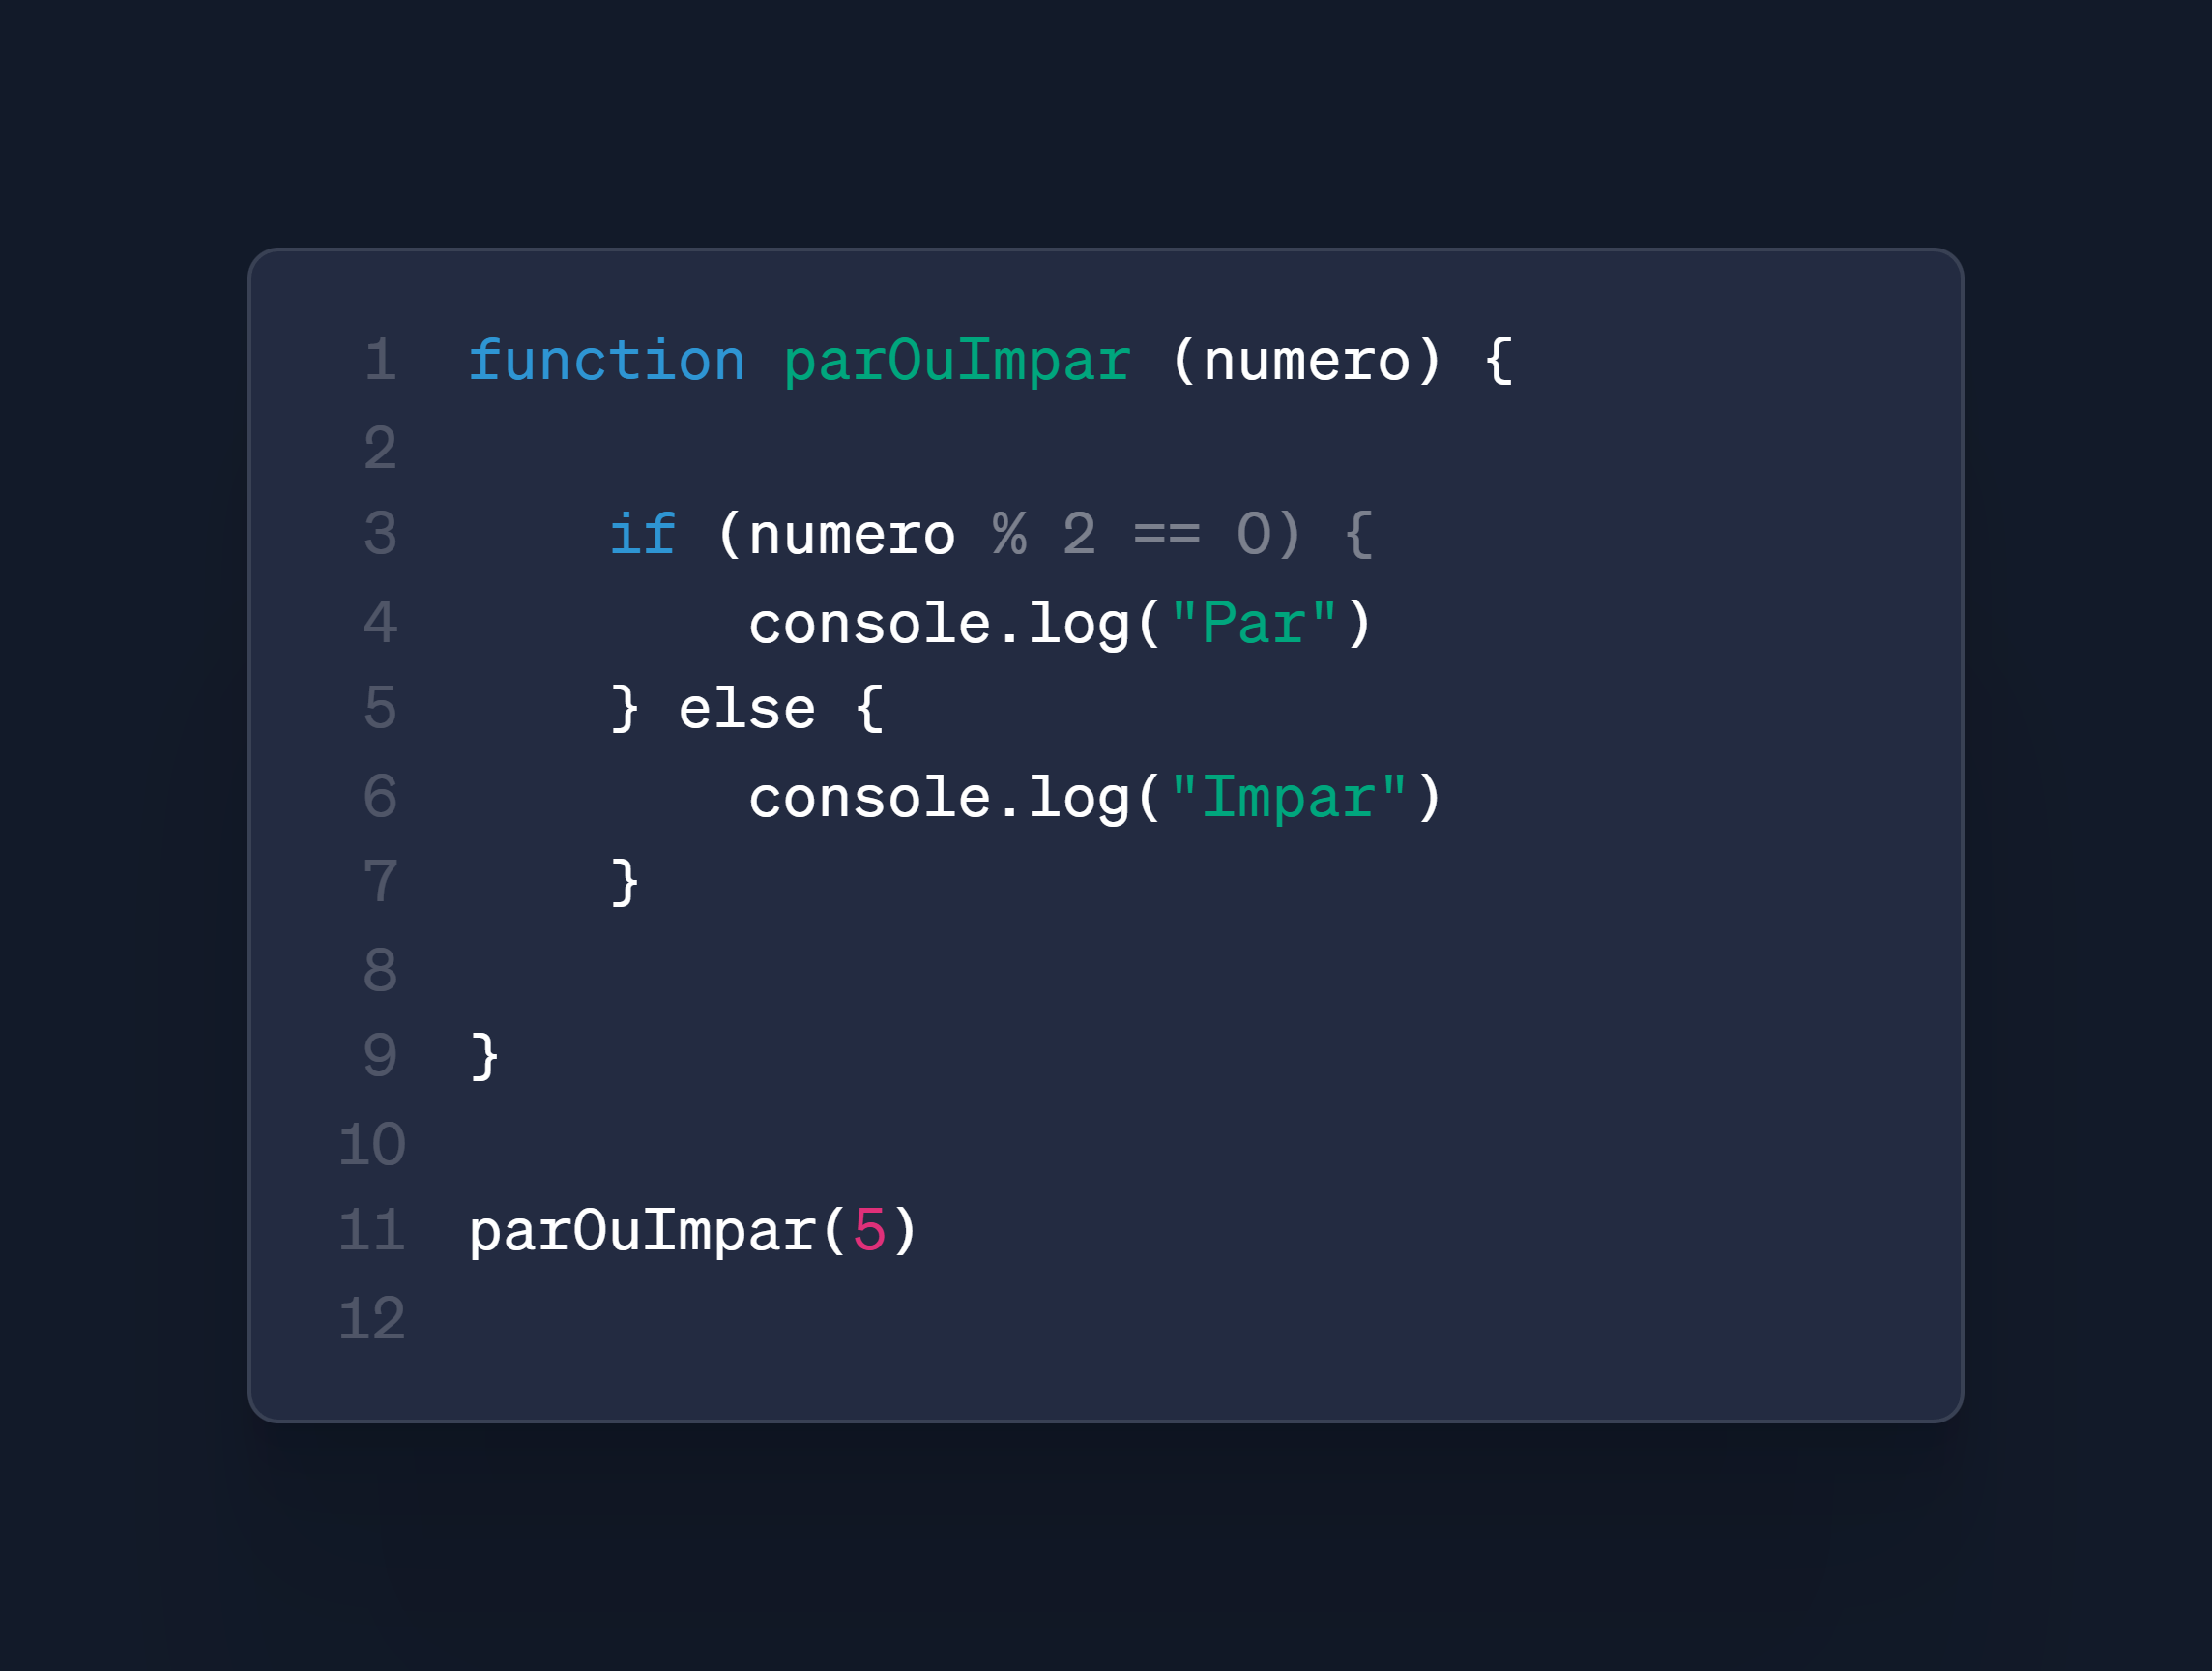 1 function parOuImpar (numero) {
2
3     if (numero % 2 == 0) {
4         console.log("Par")
5     } else {
6         console.log("Impar")
7     }
8
9 }
10
11 parOuImpar(5)
12